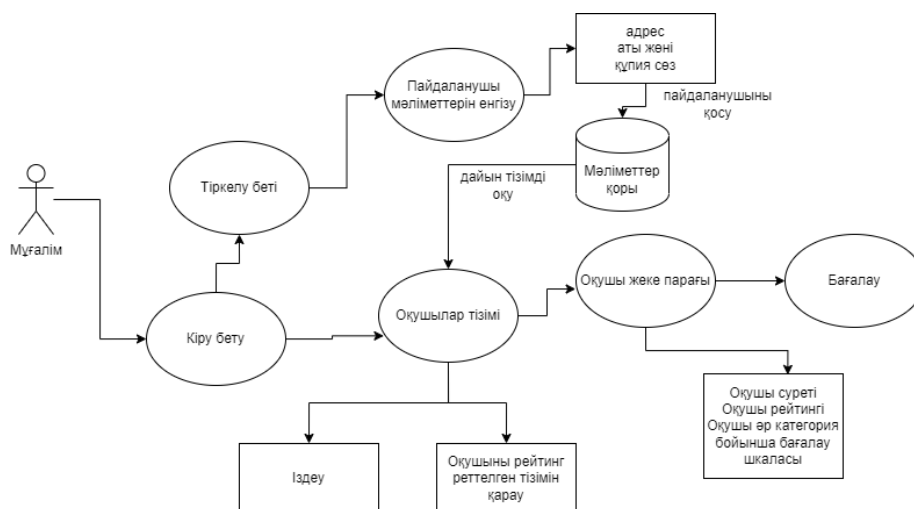 адрес
аты жөні
құпия сөз
Пайдаланушы
мәліметтерін енгізу
пайдаланушыны
қосу
Тіркелу беті
дайын тізімді
оқу
Мәліметтер
қоры
Мұғалім
Оқушы жеке парағы
Бағалау
Кіру бету
Оқушылар тізімі
Оқушы суреті
Оқушы рейтингі
Оқушы әр категория
бойынша бағалау
шкаласы
Іздеу
Оқушыны рейтинг
реттелген тізімін
қарау